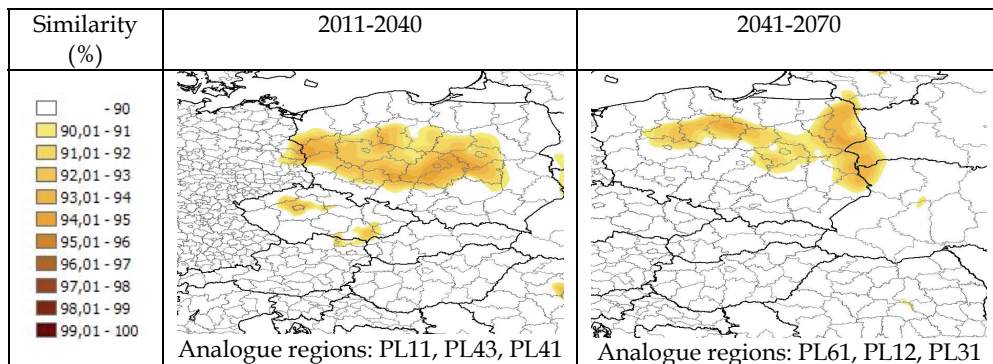 Similarity
(%)
2011-2040
2041-2070
- 90
90,01 - 91
91,01 - 92
92,01 - 93
93,01 - 94
94,01 - 95
95,01 - 96
96,01 - 97
97,01 - 98
98,01 - 99
99,01 - 100
Analogue regions: PL11, PL43, PL41
Analogue regions: PL61, PL12, PL31